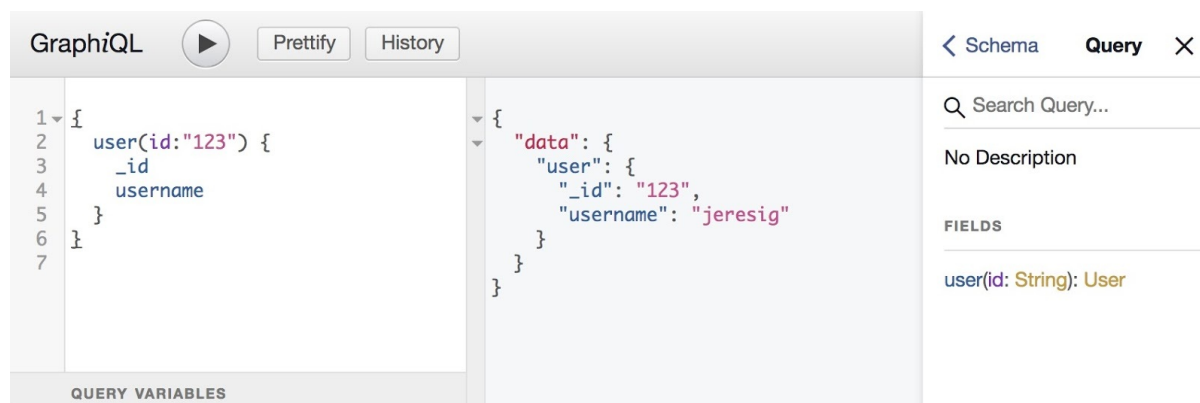 GraphiQL
Prettify
History
1 {
2 user(id:"123") {
3 _id
4 username
5 }
6 }
7
QUERY VARIABLES
{
"data": {
"user": {
"_id": "123",
"username": "jeresig"
}
}
}
Schema
Query
Search Query...
No Description
FIELDS
user(id: String): User